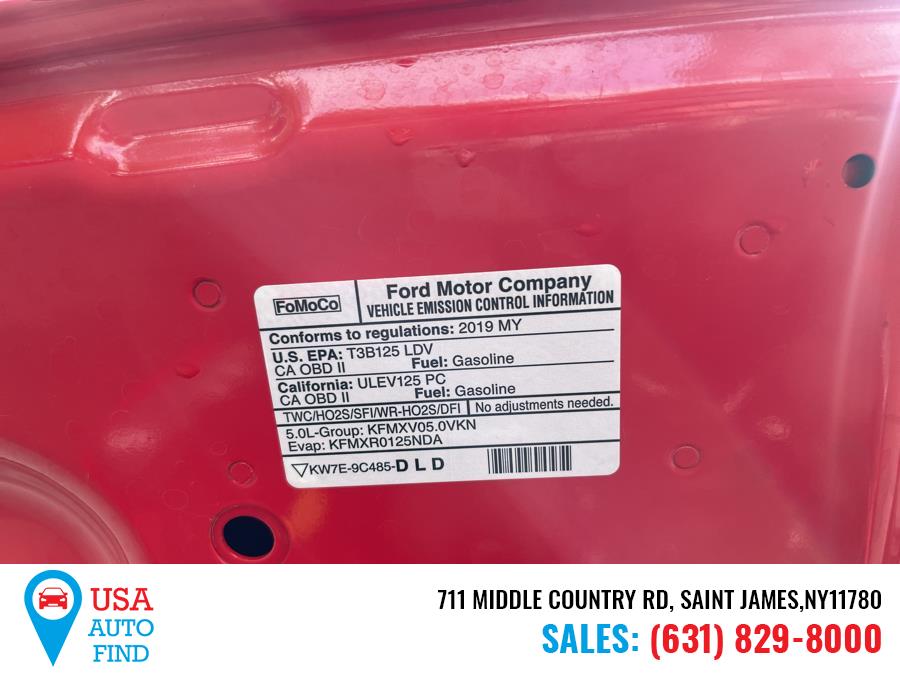 FoMoCo
Ford Motor Company
VEHICLE EMISSION CONTROL INFORMATION
Conforms to regulations: 2019 MY
U.S. EPA: T3B125 LDV
CA OBD II Fuel: Gasoline
California: ULEV125 PC
CA OBD II Fuel: Gasoline
TWC/HO2S/SFI/WR-HO2S/DFI No adjustments needed.
5.0L-Group: KFMXV05.0VKN
Evap: KFMXR0125NDA
KW7E-9C485-DLD
USA
AUTO
FIND
711 MIDDLE COUNTRY RD, SAINT JAMES,NY11780
SALES: (631) 829-8000